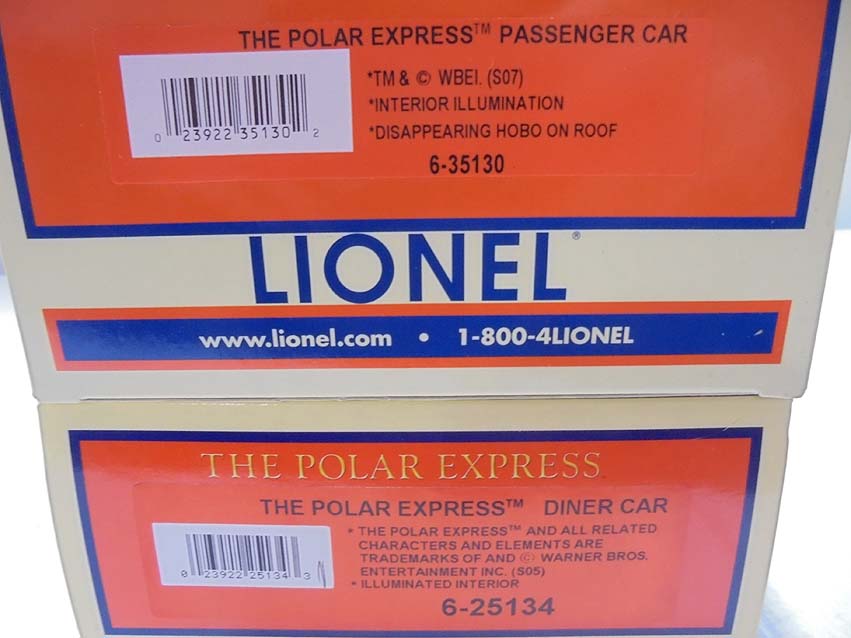 THE POLAR EXPRESS™ PASSENGER CAR
*TM & © WBEI. (S07)
*INTERIOR ILLUMINATION
*DISAPPEARING HOBO ON ROOF
0 23922 35130 2
6-35130
LIONEL®
www.lionel.com • 1-800-4LIONEL
THE POLAR EXPRESS
THE POLAR EXPRESS™ DINER CAR
* THE POLAR EXPRESS™ AND ALL RELATED
CHARACTERS AND ELEMENTS ARE
TRADEMARKS OF AND © WARNER BROS.
ENTERTAINMENT INC. (S05)
* ILLUMINATED INTERIOR
0 23922 25134 3
6-25134